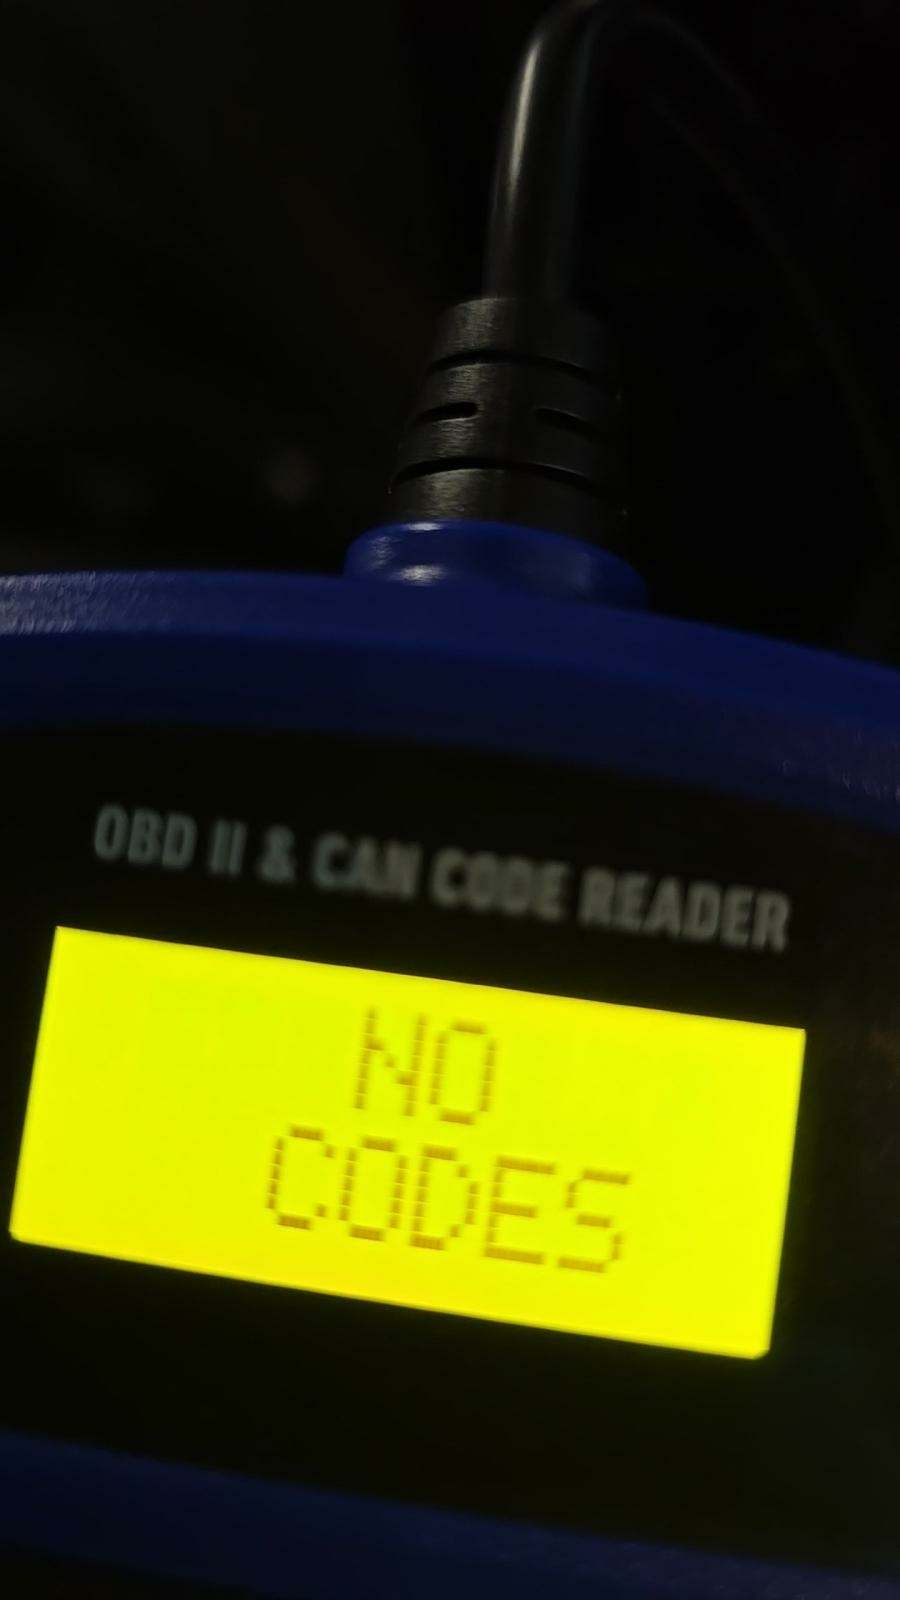 OBD II & CAN CODE READER
NO
CODES